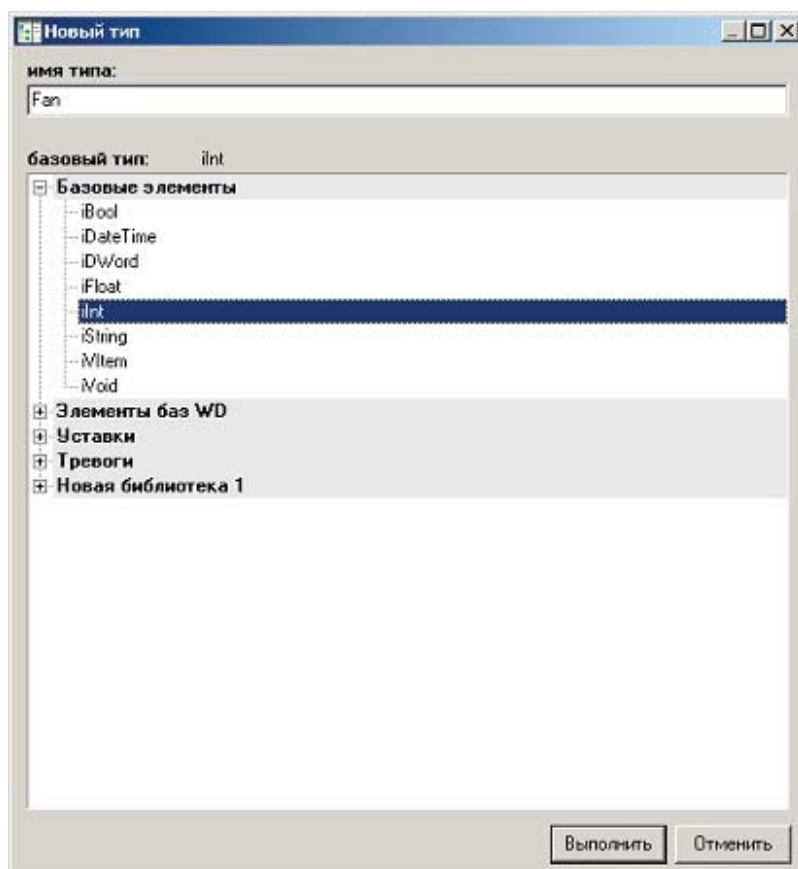 Новый тип
имя типа:
Fan
базовый тип: iInt
Базовые элементы
iBool
iDateTime
iDWord
iFloat
iInt
iString
iVItem
iVoid
Элементы баз WD
Уставки
Тревоги
Новая библиотека 1
Выполнить Отменить